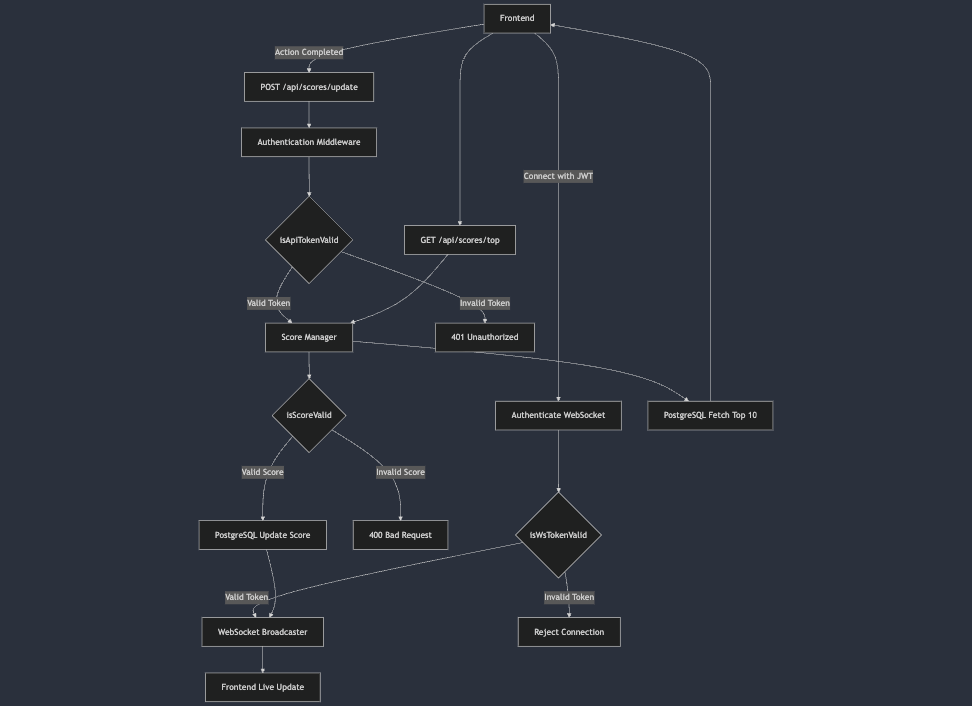 Frontend
Action Completed
POST /api/scores/update
Authentication Middleware
Connect with JWT
isApiTokenValid
GET /api/scores/top
Valid Token
Invalid Token
Score Manager
401 Unauthorized
isScoreValid
Authenticate WebSocket
PostgreSQL Fetch Top 10
Valid Score
Invalid Score
PostgreSQL Update Score
400 Bad Request
isWsTokenValid
Valid Token
Invalid Token
WebSocket Broadcaster
Reject Connection
Frontend Live Update